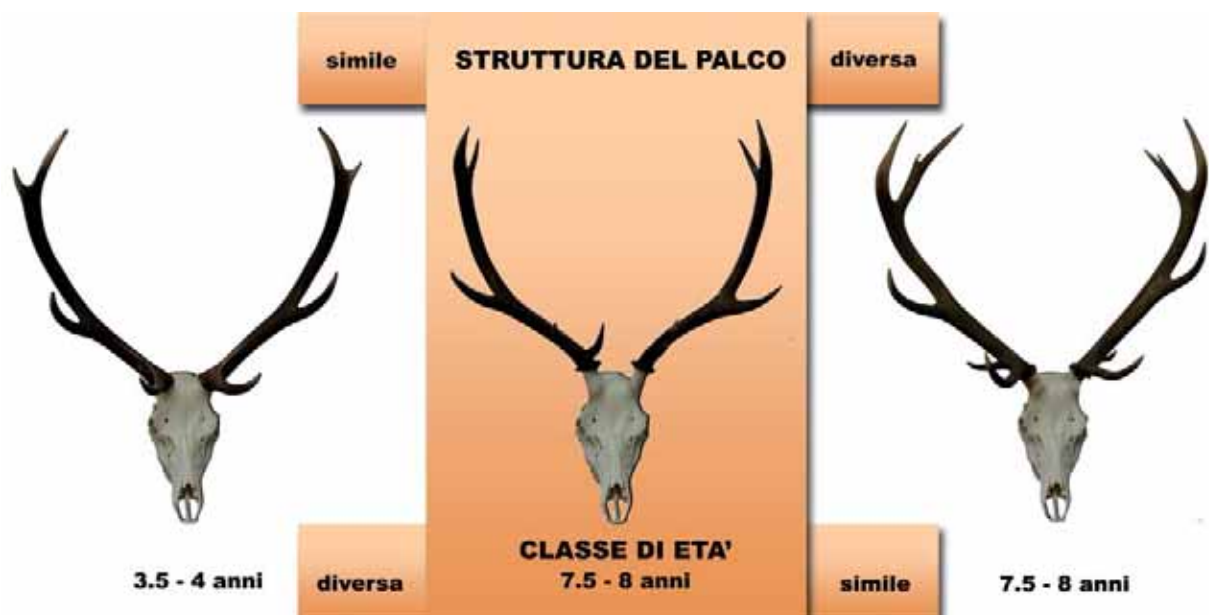 simile
STRUTTURA DEL PALCO
diversa
CLASSE DI ETA'
3.5 - 4 anni
diversa
7.5 - 8 anni
simile
7.5 - 8 anni